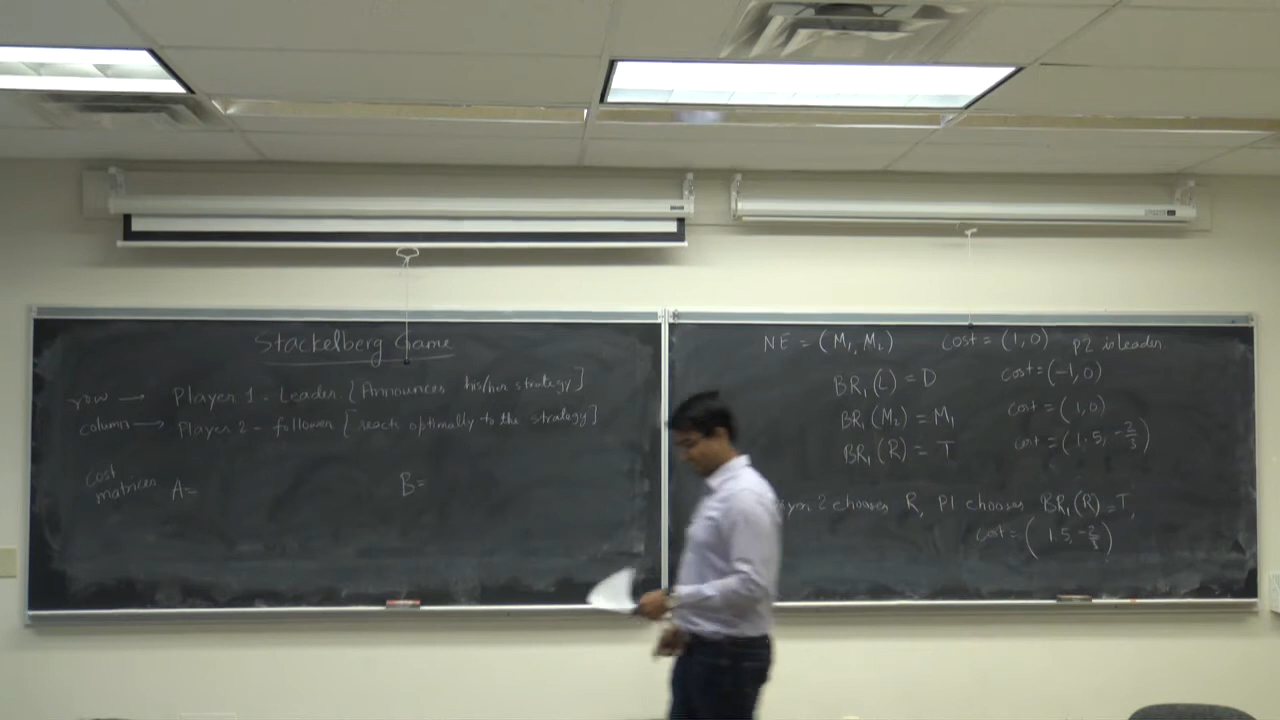 Stackelberg Game
row → Player 1 - Leader [Announces his/her strategy]
column → Player 2 - follower [reach optimally to the strategy]
cost matrices A= B=
NE = (M₁, M₂) cost = (1, 0) P2 is leader
BR₁(L) = D cost = (-1, 0)
BR₁(M₂) = M₁ cost = (1, 0)
BR₁(R) = T cost = (1.5, -2/3)
ayer 2 chooses R, P1 chooses BR₁(R) = T,
cost = (1.5, -2/3)